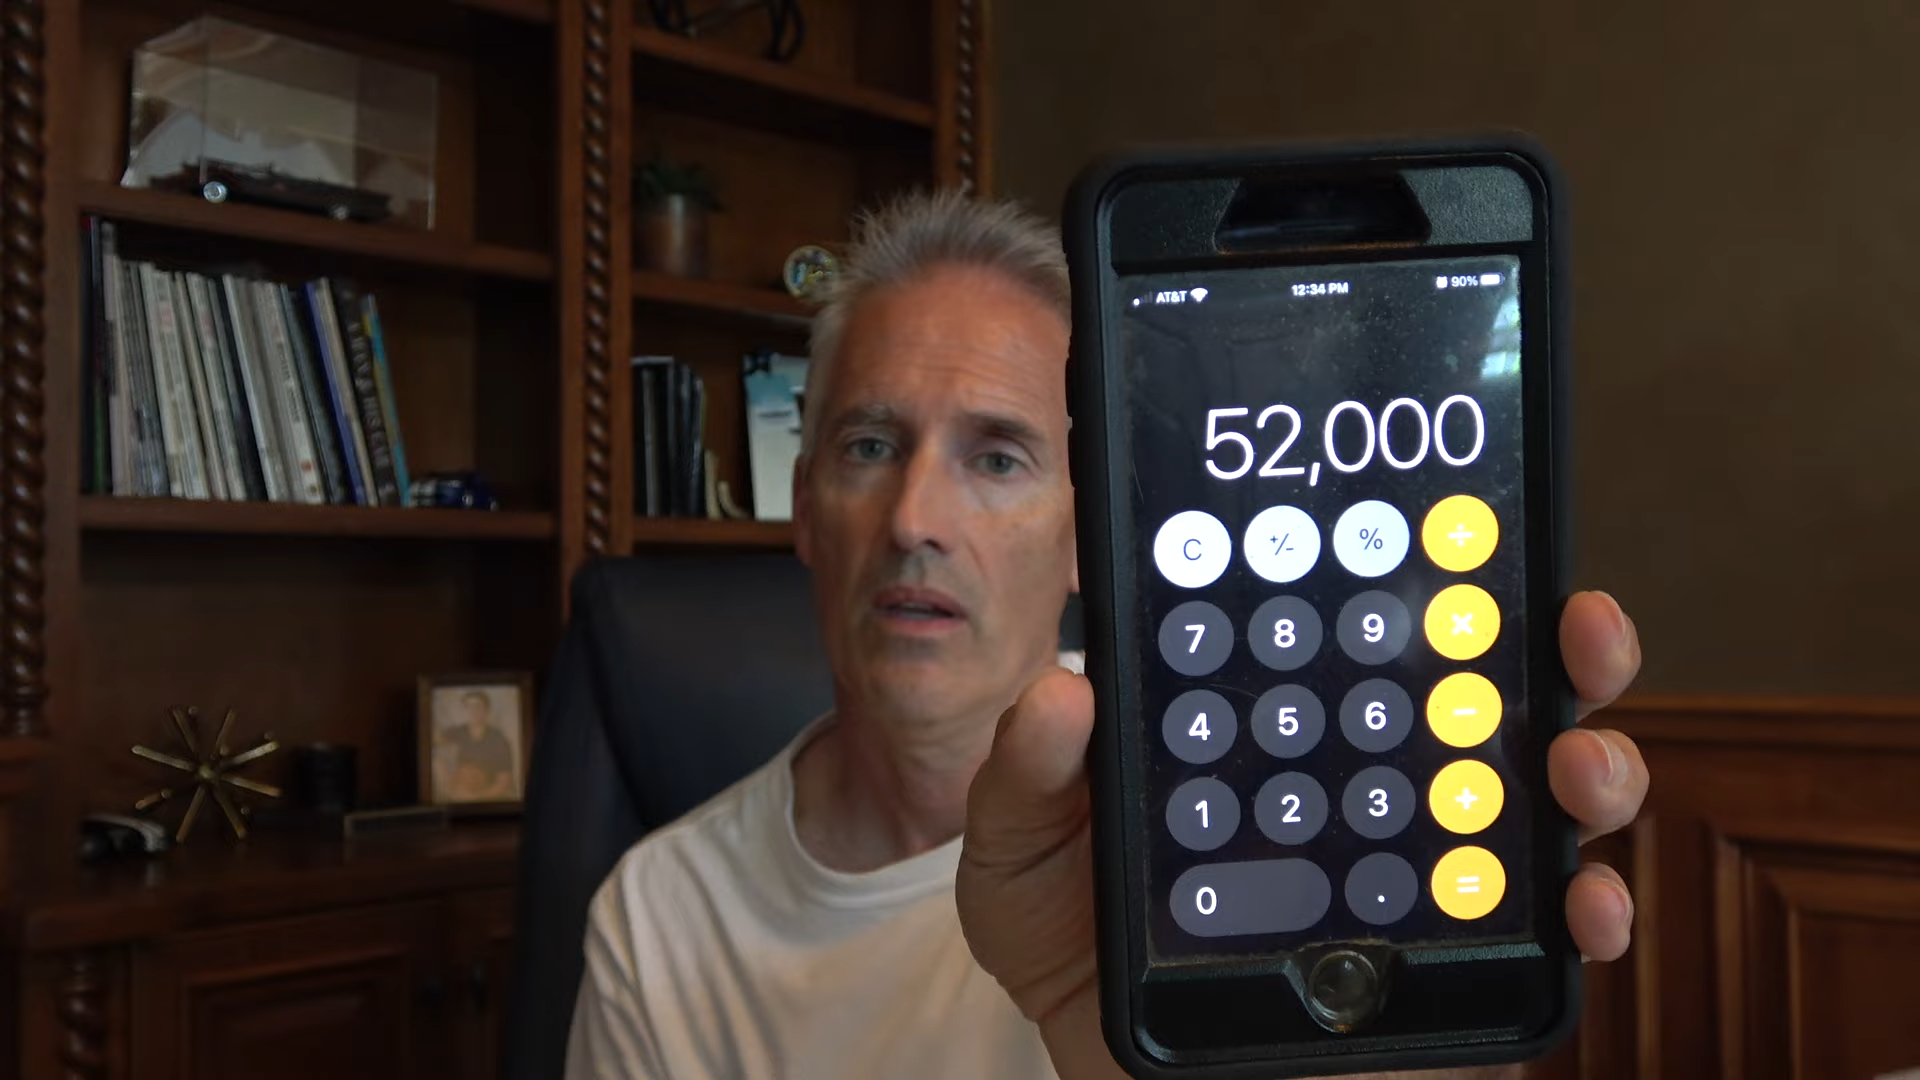 AT&T 12:34 PM 90%
52,000
C +/- % ÷
7 8 9 ×
4 5 6 −
1 2 3 +
0 . =